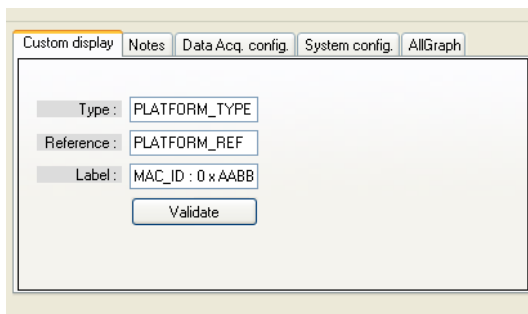 Custom display Notes Data Acq. config. System config. AllGraph
Type : PLATFORM_TYPE
Reference : PLATFORM_REF
Label : MAC_ID : 0 x AABB
Validate